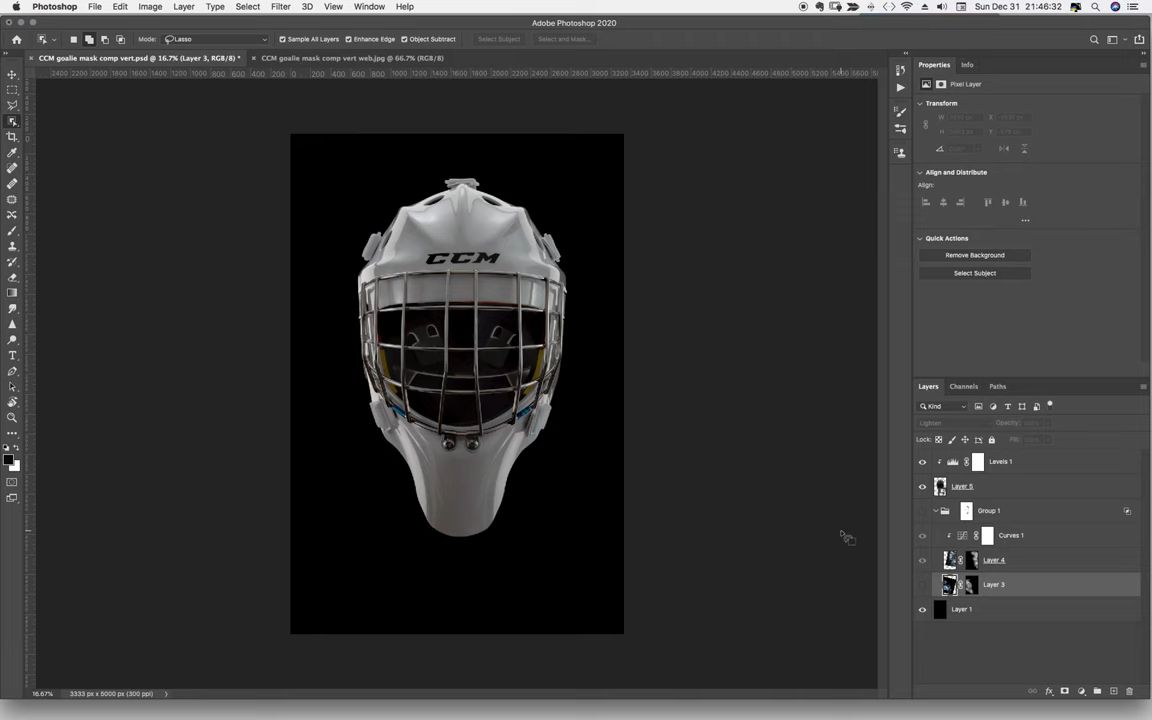 Photoshop File Edit Image Layer Type Select Filter 3D View Window Help Sun Dec 31 21:46:32
Adobe Photoshop 2020
Mode: Lasso Sample All Layers Enhance Edge Object Subtract Select Subject Select and Mask...
CCM goalie mask comp vert.psd @ 16.7% (Layer 3, RGB/8) * CCM goalie mask comp vert web.jpg @ 66.7% (RGB/8)
Properties Info
Pixel Layer
Transform
Align and Distribute
Align:
Quick Actions
Remove Background
Select Subject
CCM
Layers Channels Paths
Kind
Lighten Opacity:
Lock: Fill:
Levels 1
Layer 5
Group 1
Curves 1
Layer 4
Layer 3
Layer 1
16.67% 3333 px x 5000 px (300 ppi)